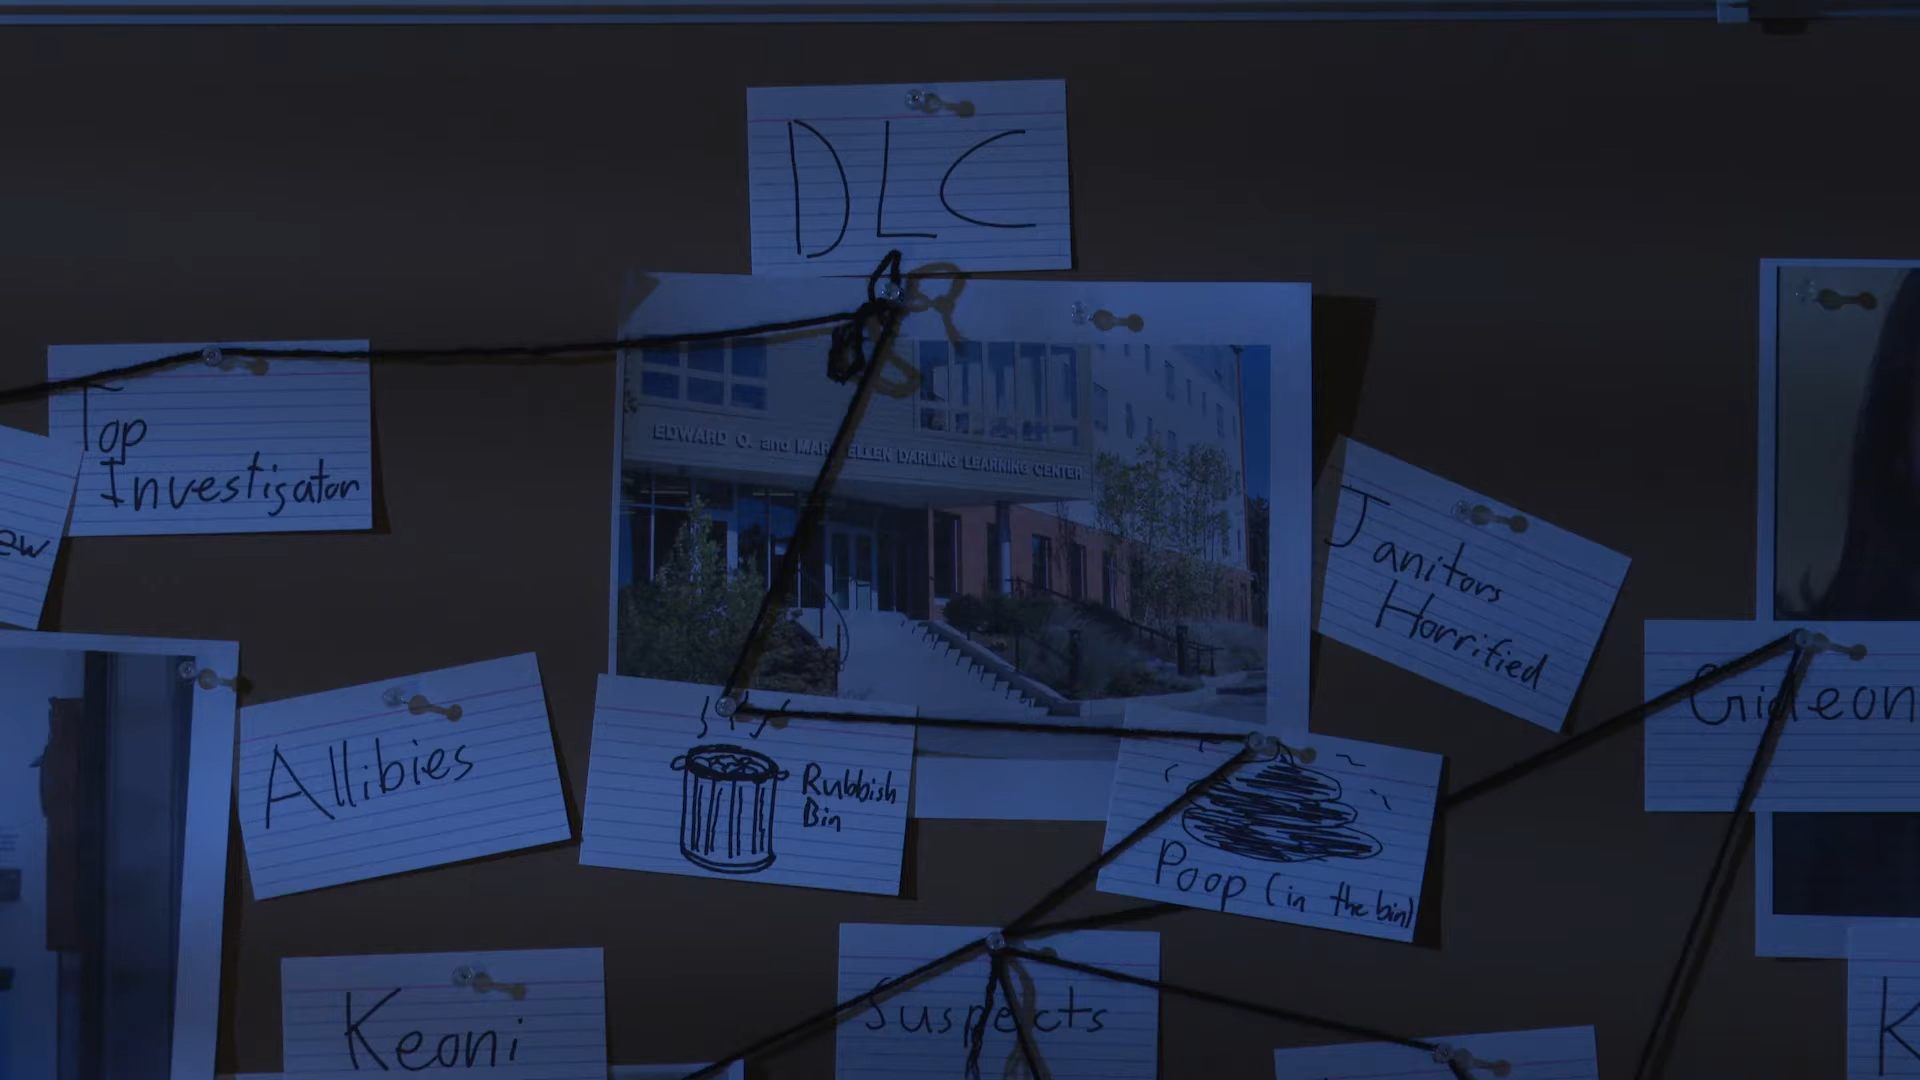 DLC
Top
Investigator
EDWARD O. and MARY ELLEN DARLING LEARNING CENTER
Janitors
Horrified
Gideon
Allibies
Rubbish
Bin
Poop (in the bin)
Keoni
Suspects